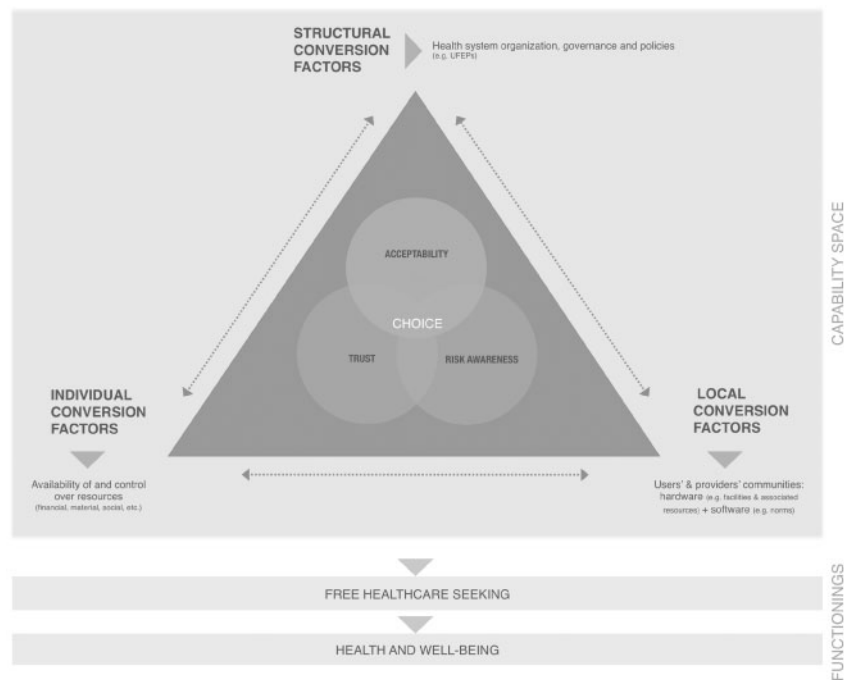 STRUCTURAL
CONVERSION
FACTORS
Health system organization, governance and policies
(e.g. UFEPs)
ACCEPTABILITY
CHOICE
TRUST
RISK AWARENESS
INDIVIDUAL
CONVERSION
FACTORS
Availability of and control
over resources
(financial, material, social, etc.)
LOCAL
CONVERSION
FACTORS
Users' & providers' communities:
hardware (e.g. facilities & associated
resources) + software (e.g. norms)
CAPABILITY SPACE
FREE HEALTHCARE SEEKING
HEALTH AND WELL-BEING
FUNCTIONINGS